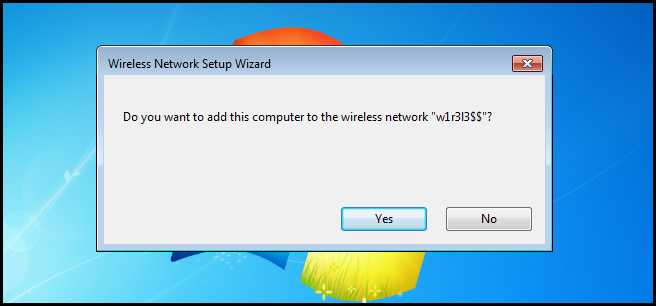 Wireless Network Setup Wizard
Do you want to add this computer to the wireless network "w1r3l3$$"?
Yes
No